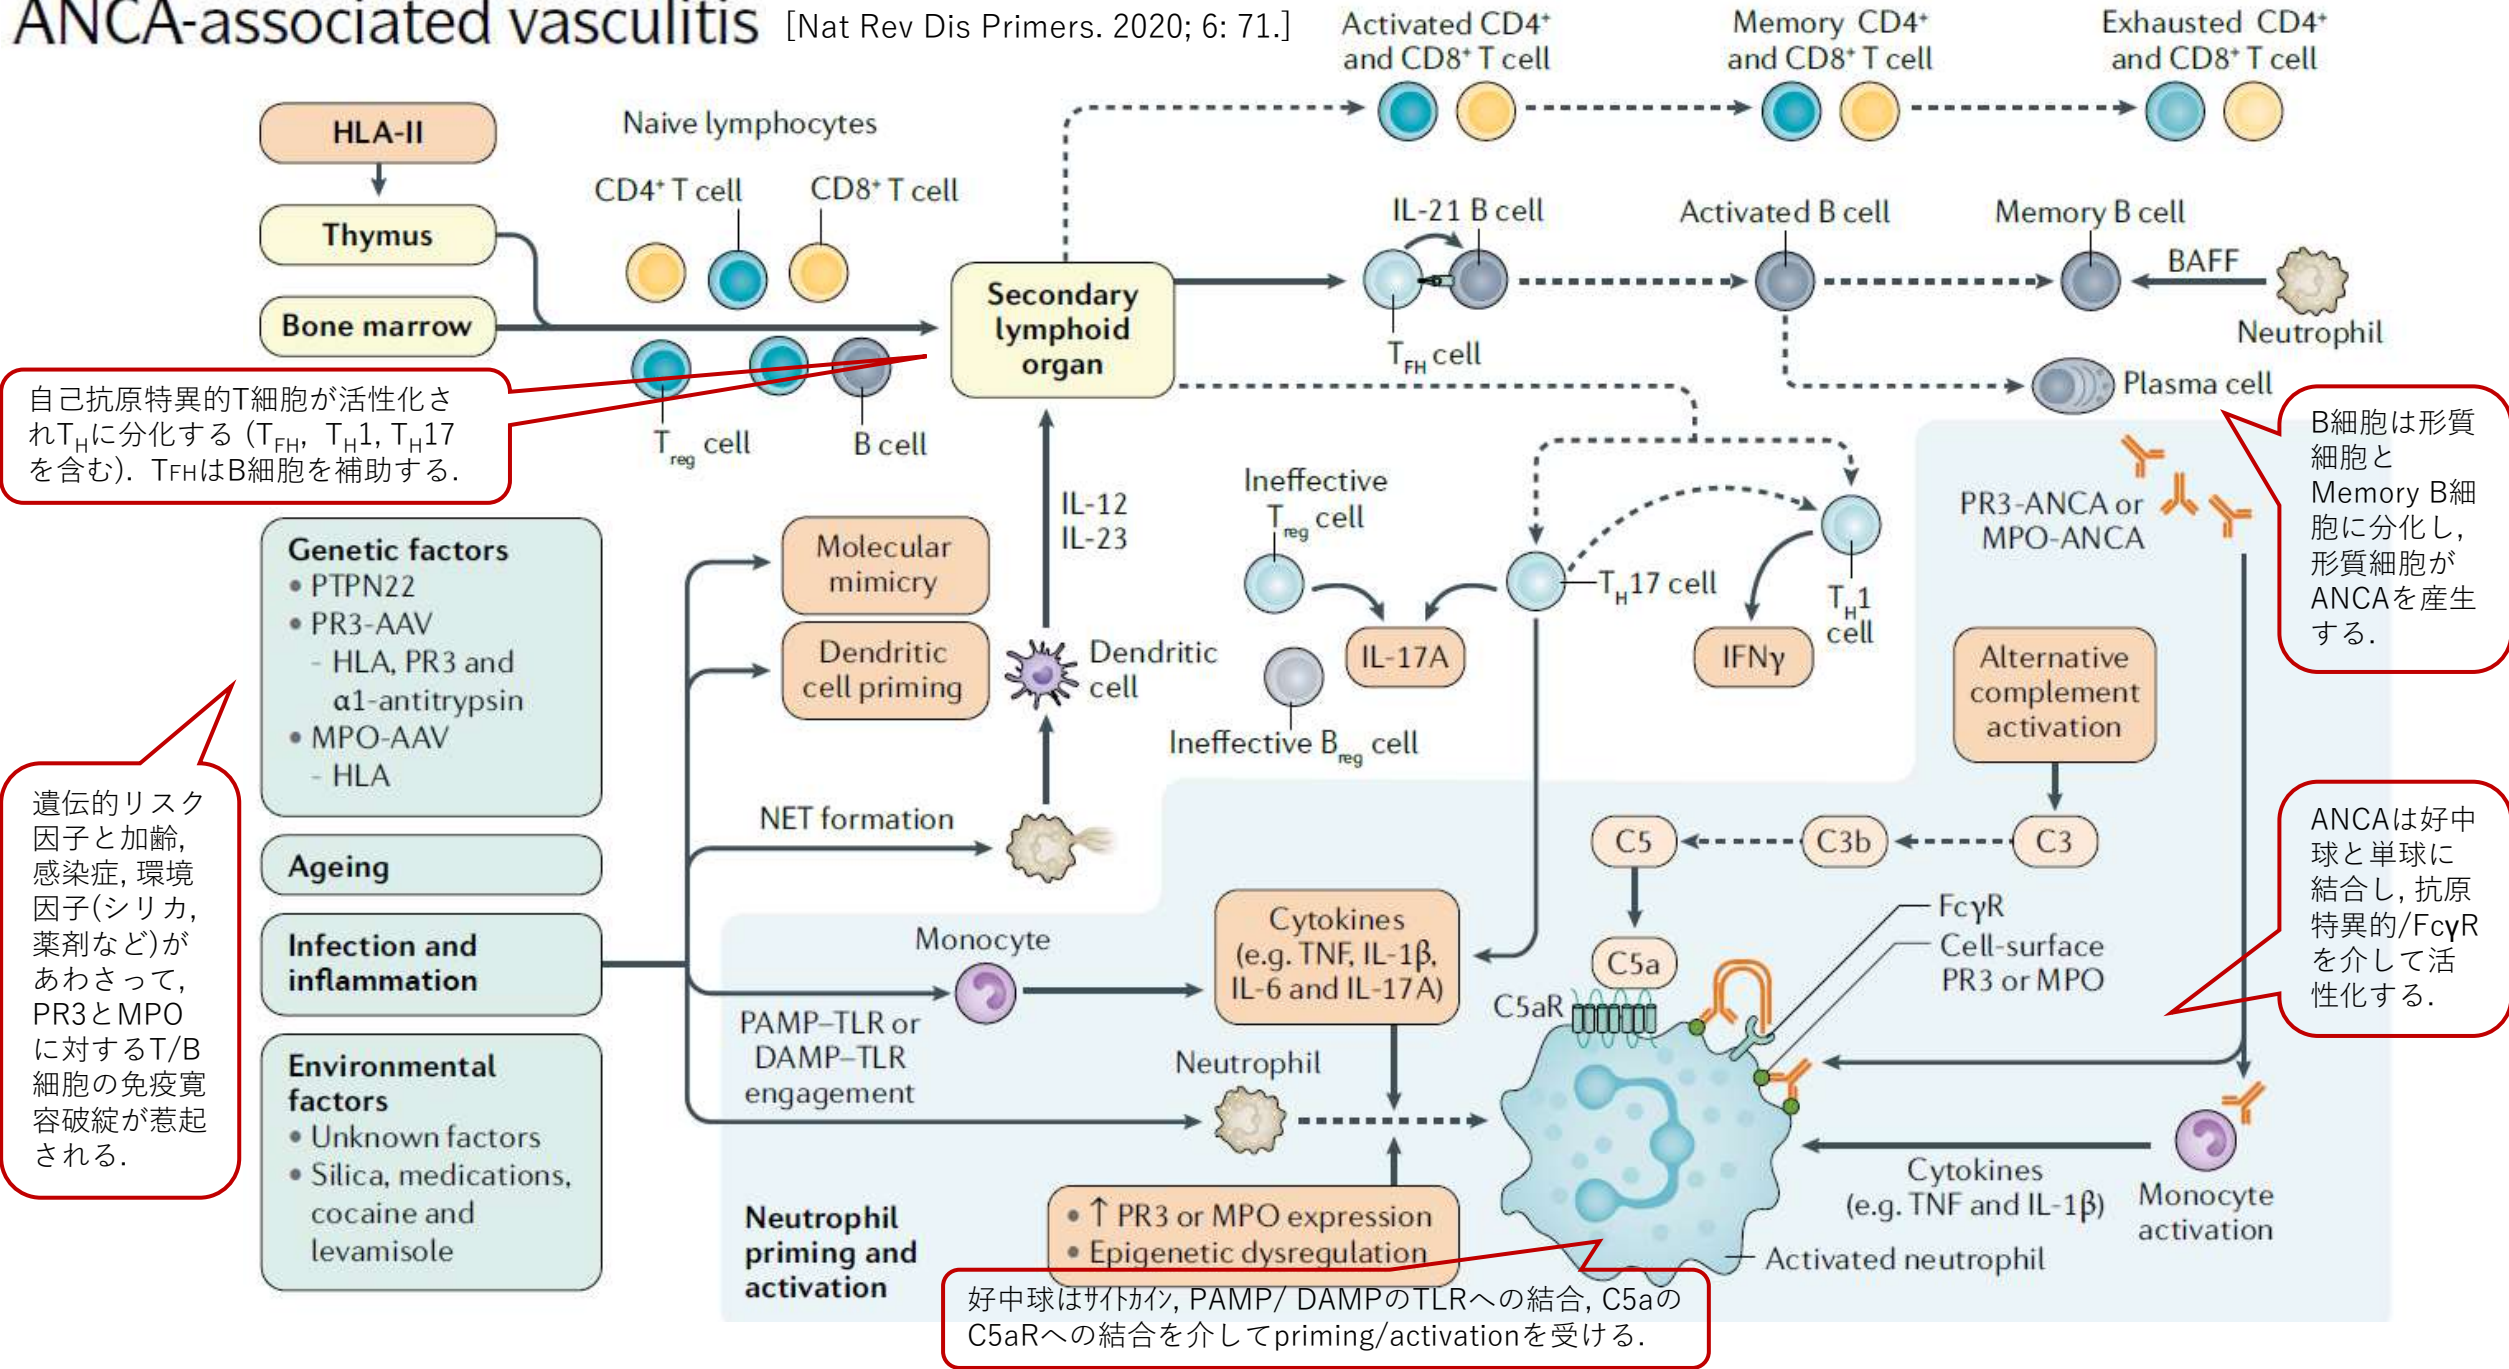 ANCA-associated vasculitis [Nat Rev Dis Primers. 2020; 6: 71.]
Activated CD4⁺
and CD8⁺ T cell
Memory CD4⁺
and CD8⁺ T cell
Exhausted CD4⁺
and CD8⁺ T cell
HLA-II
Thymus
Bone marrow
Naive lymphocytes
CD4⁺ T cell
CD8⁺ T cell
T_reg cell
B cell
Secondary
lymphoid
organ
IL-21 B cell
T_FH cell
Activated B cell
Memory B cell
BAFF
Neutrophil
Plasma cell
自己抗原特異的T細胞が活性化さ
れT_Hに分化する (T_FH, T_H1, T_H17
を含む). TFHはB細胞を補助する.
B細胞は形質
細胞と
Memory B細
胞に分化し,
形質細胞が
ANCAを産生
する.
Genetic factors
• PTPN22
• PR3-AAV
- HLA, PR3 and
α1-antitrypsin
• MPO-AAV
- HLA
Ageing
Infection and
inflammation
Environmental
factors
• Unknown factors
• Silica, medications,
cocaine and
levamisole
遺伝的リスク
因子と加齢,
感染症, 環境
因子(シリカ,
薬剤など)が
あわさって,
PR3とMPO
に対するT/B
細胞の免疫寛
容破綻が惹起
される.
Molecular
mimicry
Dendritic
cell priming
IL-12
IL-23
Dendritic
cell
NET formation
Ineffective
T_reg cell
IL-17A
Ineffective B_reg cell
T_H17 cell
IFNγ
T_H1
cell
PR3-ANCA or
MPO-ANCA
Alternative
complement
activation
C5
C3b
C3
C5a
C5aR
FcγR
Cell-surface
PR3 or MPO
ANCAは好中
球と単球に
結合し, 抗原
特異的/FcγR
を介して活
性化する.
Monocyte
PAMP–TLR or
DAMP–TLR
engagement
Cytokines
(e.g. TNF, IL-1β,
IL-6 and IL-17A)
Neutrophil
Neutrophil
priming and
activation
• ↑ PR3 or MPO expression
• Epigenetic dysregulation
Activated neutrophil
Cytokines
(e.g. TNF and IL-1β)
Monocyte
activation
好中球はｻｲﾄｶｲﾝ, PAMP/ DAMPのTLRへの結合, C5aの
C5aRへの結合を介してpriming/activationを受ける.